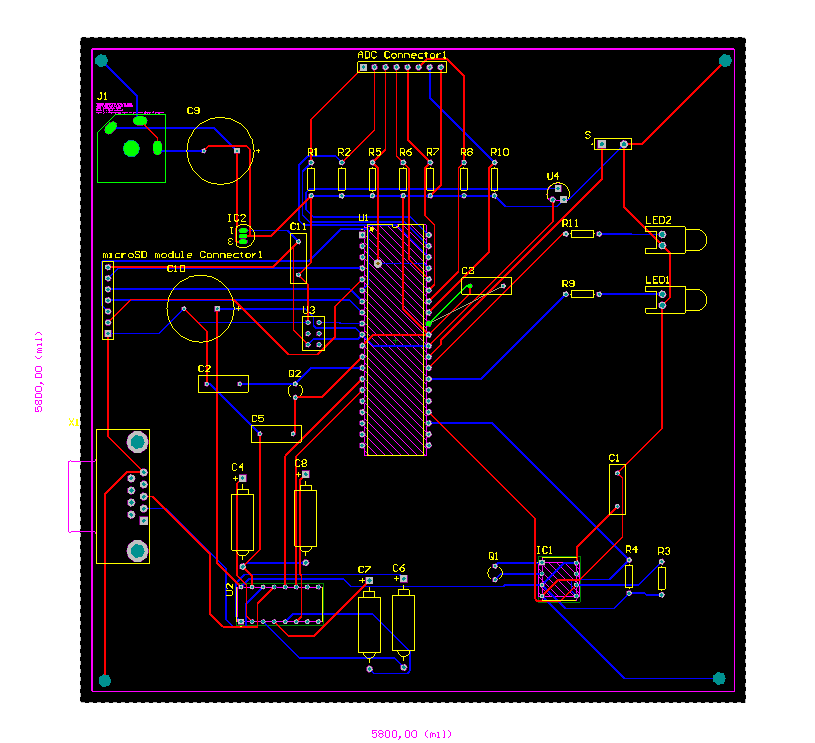 ADC Connector1
J1
C9
S
R1 R2 R5 R6 R7 R8 R10
U4
IC2
1
3
C11
U1
R11
LED2
microSD module Connector1
C10
C3
R9
LED1
U3
5800,00 (mil)
C2
Q2
C5
C4
C8
C1
Q1
IC1
R4
R3
U2
C7
C6
5800,00 (mil)